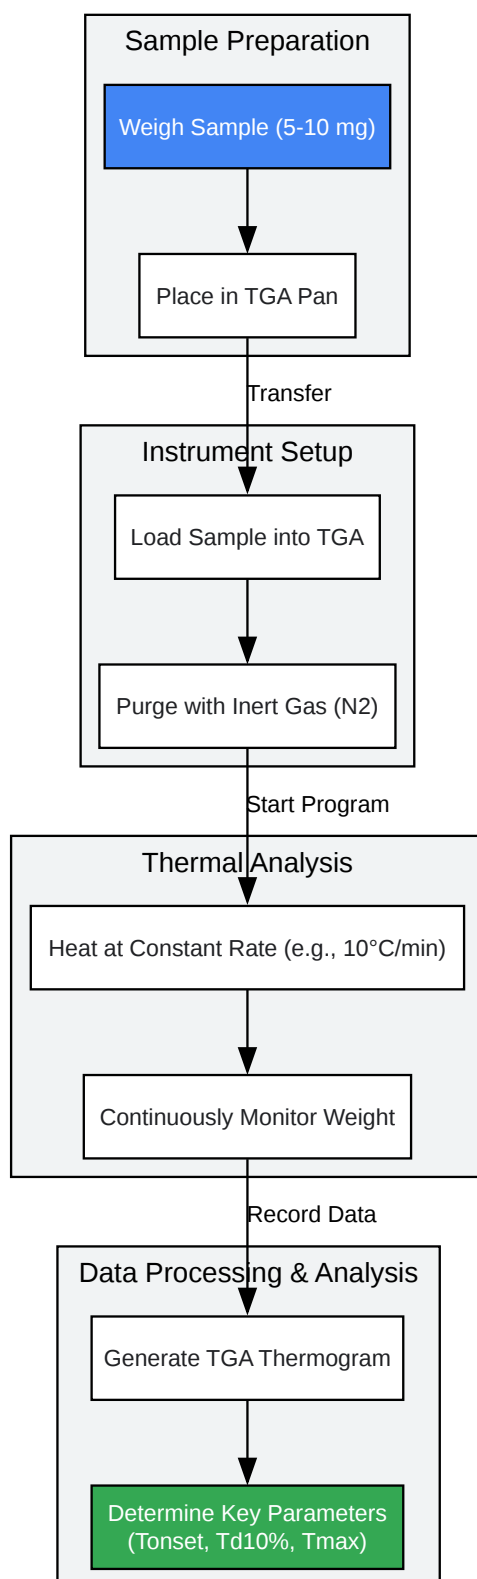 Sample Preparation
Weigh Sample (5-10 mg)
Place in TGA Pan
Transfer
Instrument Setup
Load Sample into TGA
Purge with Inert Gas (N2)
Start Program
Thermal Analysis
Heat at Constant Rate (e.g., 10°C/min)
Continuously Monitor Weight
Record Data
Data Processing & Analysis
Generate TGA Thermogram
Determine Key Parameters
(Tonset, Td10%, Tmax)